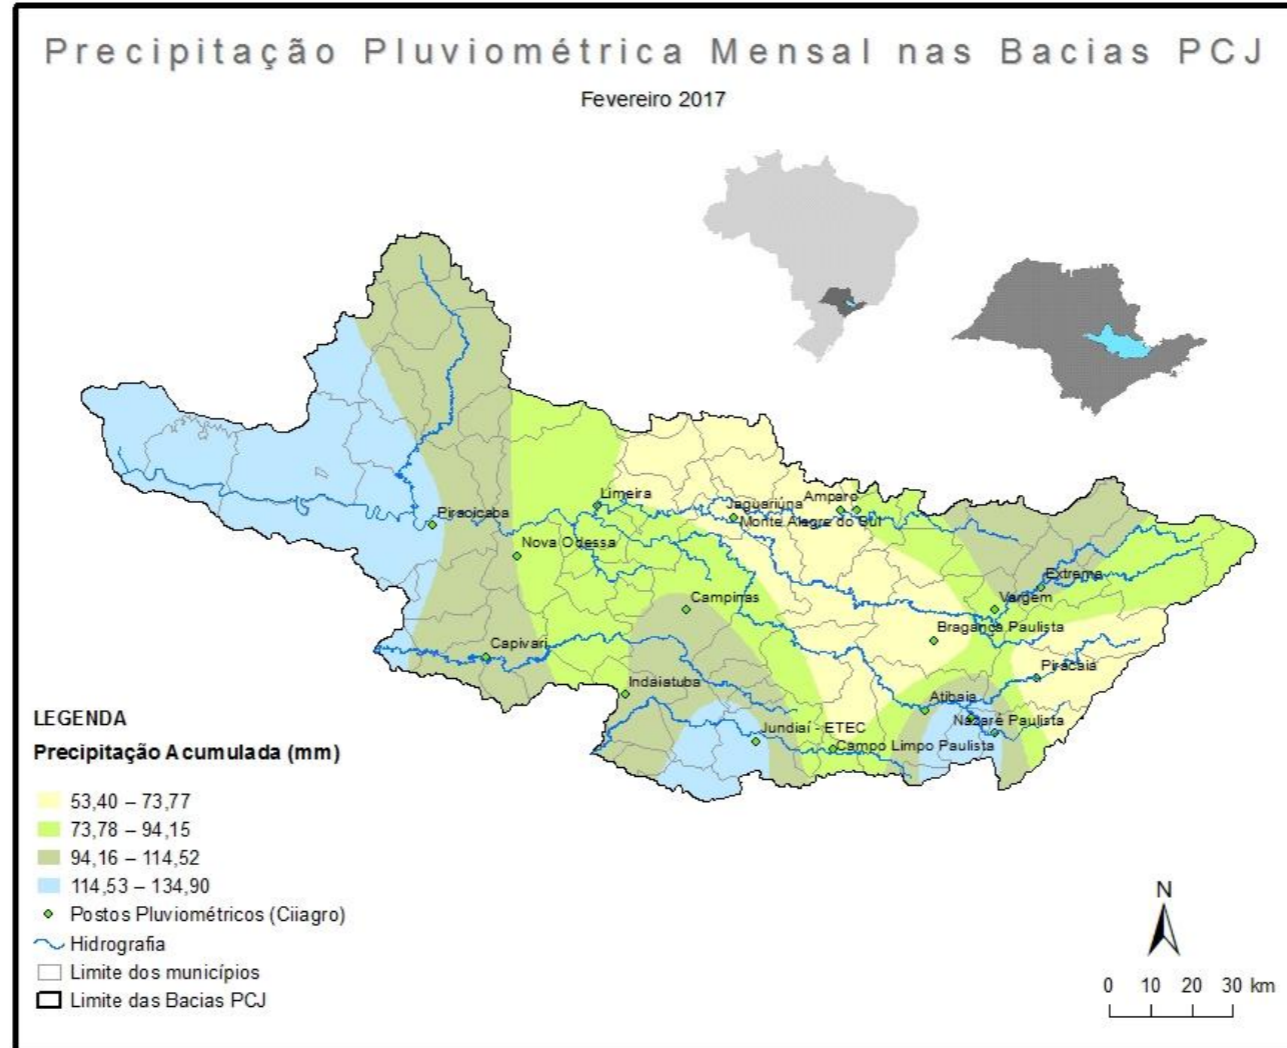 Precipitação Pluviométrica Mensal nas Bacias PCJ
Fevereiro 2017
Limeira
Jaguariúna
Amparo
Monte Alegre do Sul
Piracicaba
Nova Odessa
Extrema
Vargem
Campinas
Bragança Paulista
Capivari
Piracaia
Indaiatuba
Atibaia
Nazaré Paulista
Jundiaí - ETEC
Campo Limpo Paulista
LEGENDA
Precipitação Acumulada (mm)
53,40 – 73,77
73,78 – 94,15
94,16 – 114,52
114,53 – 134,90
Postos Pluviométricos (Ciiagro)
Hidrografia
Limite dos municípios
Limite das Bacias PCJ
N
0 10 20 30 km